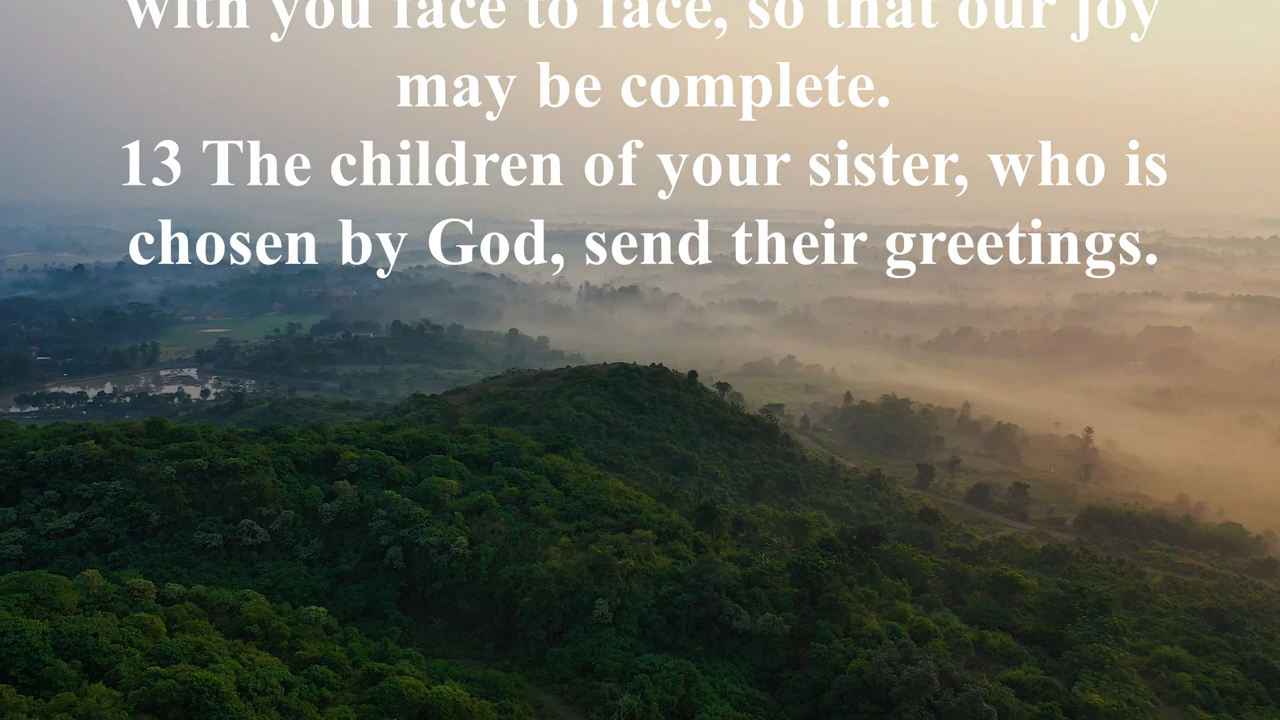 with you face to face, so that our joy
may be complete.
13 The children of your sister, who is
chosen by God, send their greetings.